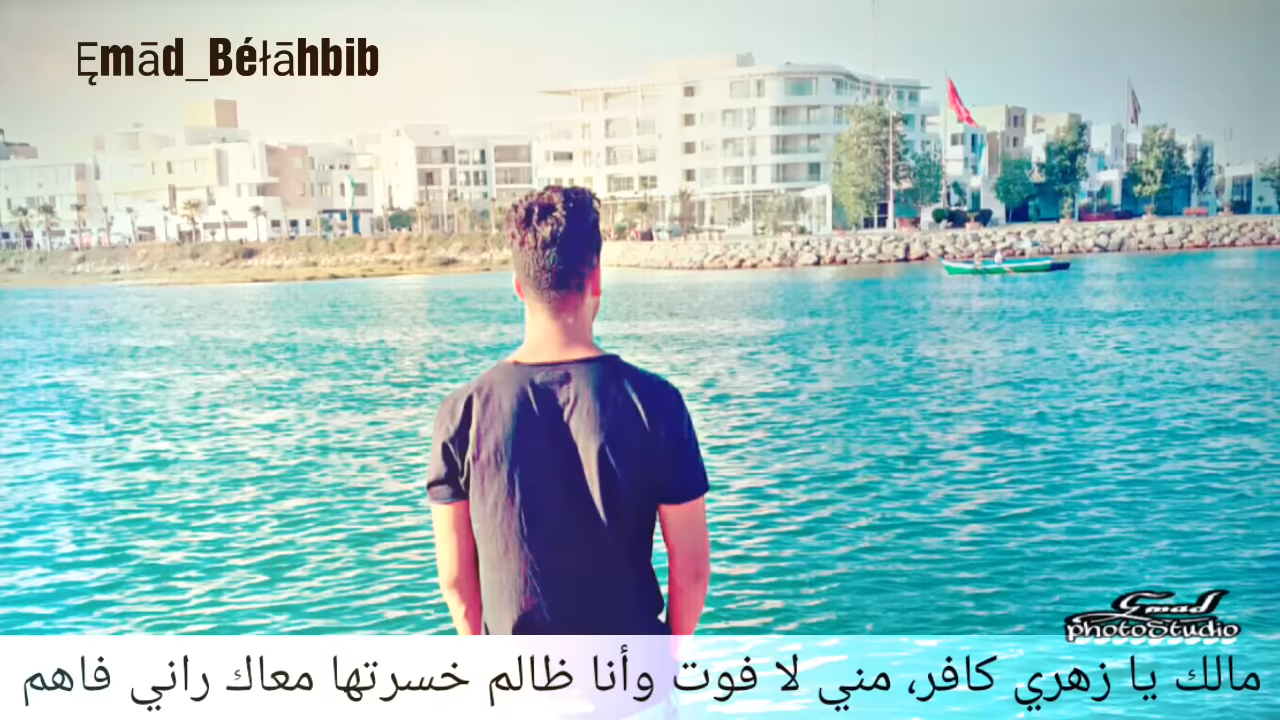 Ęmād_Béłāhbib
Emad
photoStudio
مالك يا زهري كافر، مني لا فوت وأنا ظالم خسرتها معاك راني فاهم